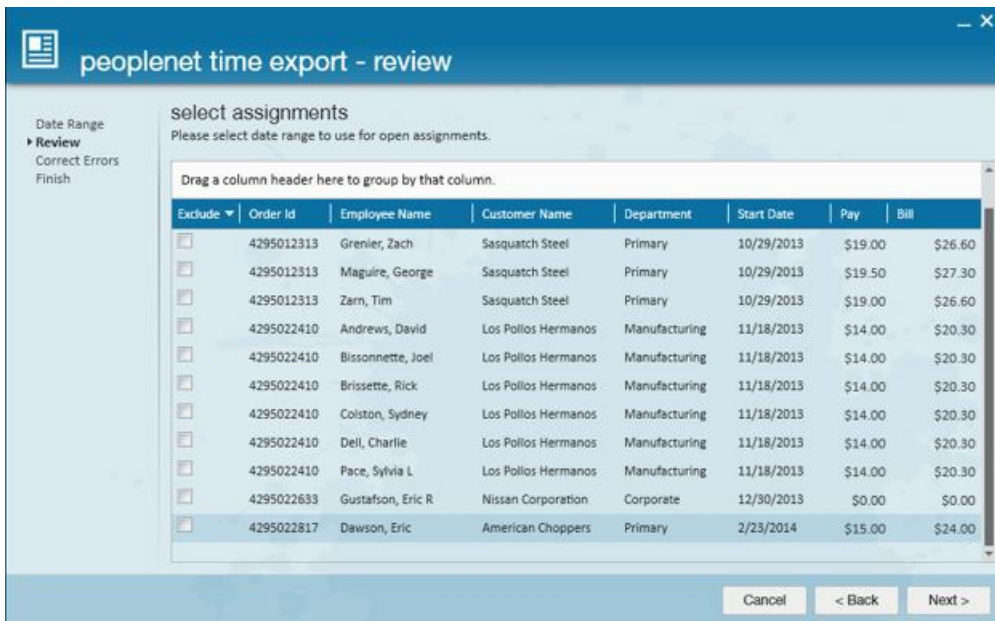 peoplenet time export - review
Date Range
Review
Correct Errors
Finish
select assignments
Please select date range to use for open assignments.
Drag a column header here to group by that column.
Exclude Order Id Employee Name Customer Name Department Start Date Pay Bill
4295012313 Grenier, Zach Sasquatch Steel Primary 10/29/2013 $19.00 $26.60
4295012313 Maguire, George Sasquatch Steel Primary 10/29/2013 $19.50 $27.30
4295012313 Zarn, Tim Sasquatch Steel Primary 10/29/2013 $19.00 $26.60
4295022410 Andrews, David Los Pollos Hermanos Manufacturing 11/18/2013 $14.00 $20.30
4295022410 Bissonnette, Joel Los Pollos Hermanos Manufacturing 11/18/2013 $14.00 $20.30
4295022410 Brissette, Rick Los Pollos Hermanos Manufacturing 11/18/2013 $14.00 $20.30
4295022410 Colston, Sydney Los Pollos Hermanos Manufacturing 11/18/2013 $14.00 $20.30
4295022410 Dell, Charlie Los Pollos Hermanos Manufacturing 11/18/2013 $14.00 $20.30
4295022410 Pace, Sylvia L Los Pollos Hermanos Manufacturing 11/18/2013 $14.00 $20.30
4295022633 Gustafson, Eric R Nissan Corporation Corporate 12/30/2013 $0.00 $0.00
4295022817 Dawson, Eric American Choppers Primary 2/23/2014 $15.00 $24.00
Cancel < Back Next >